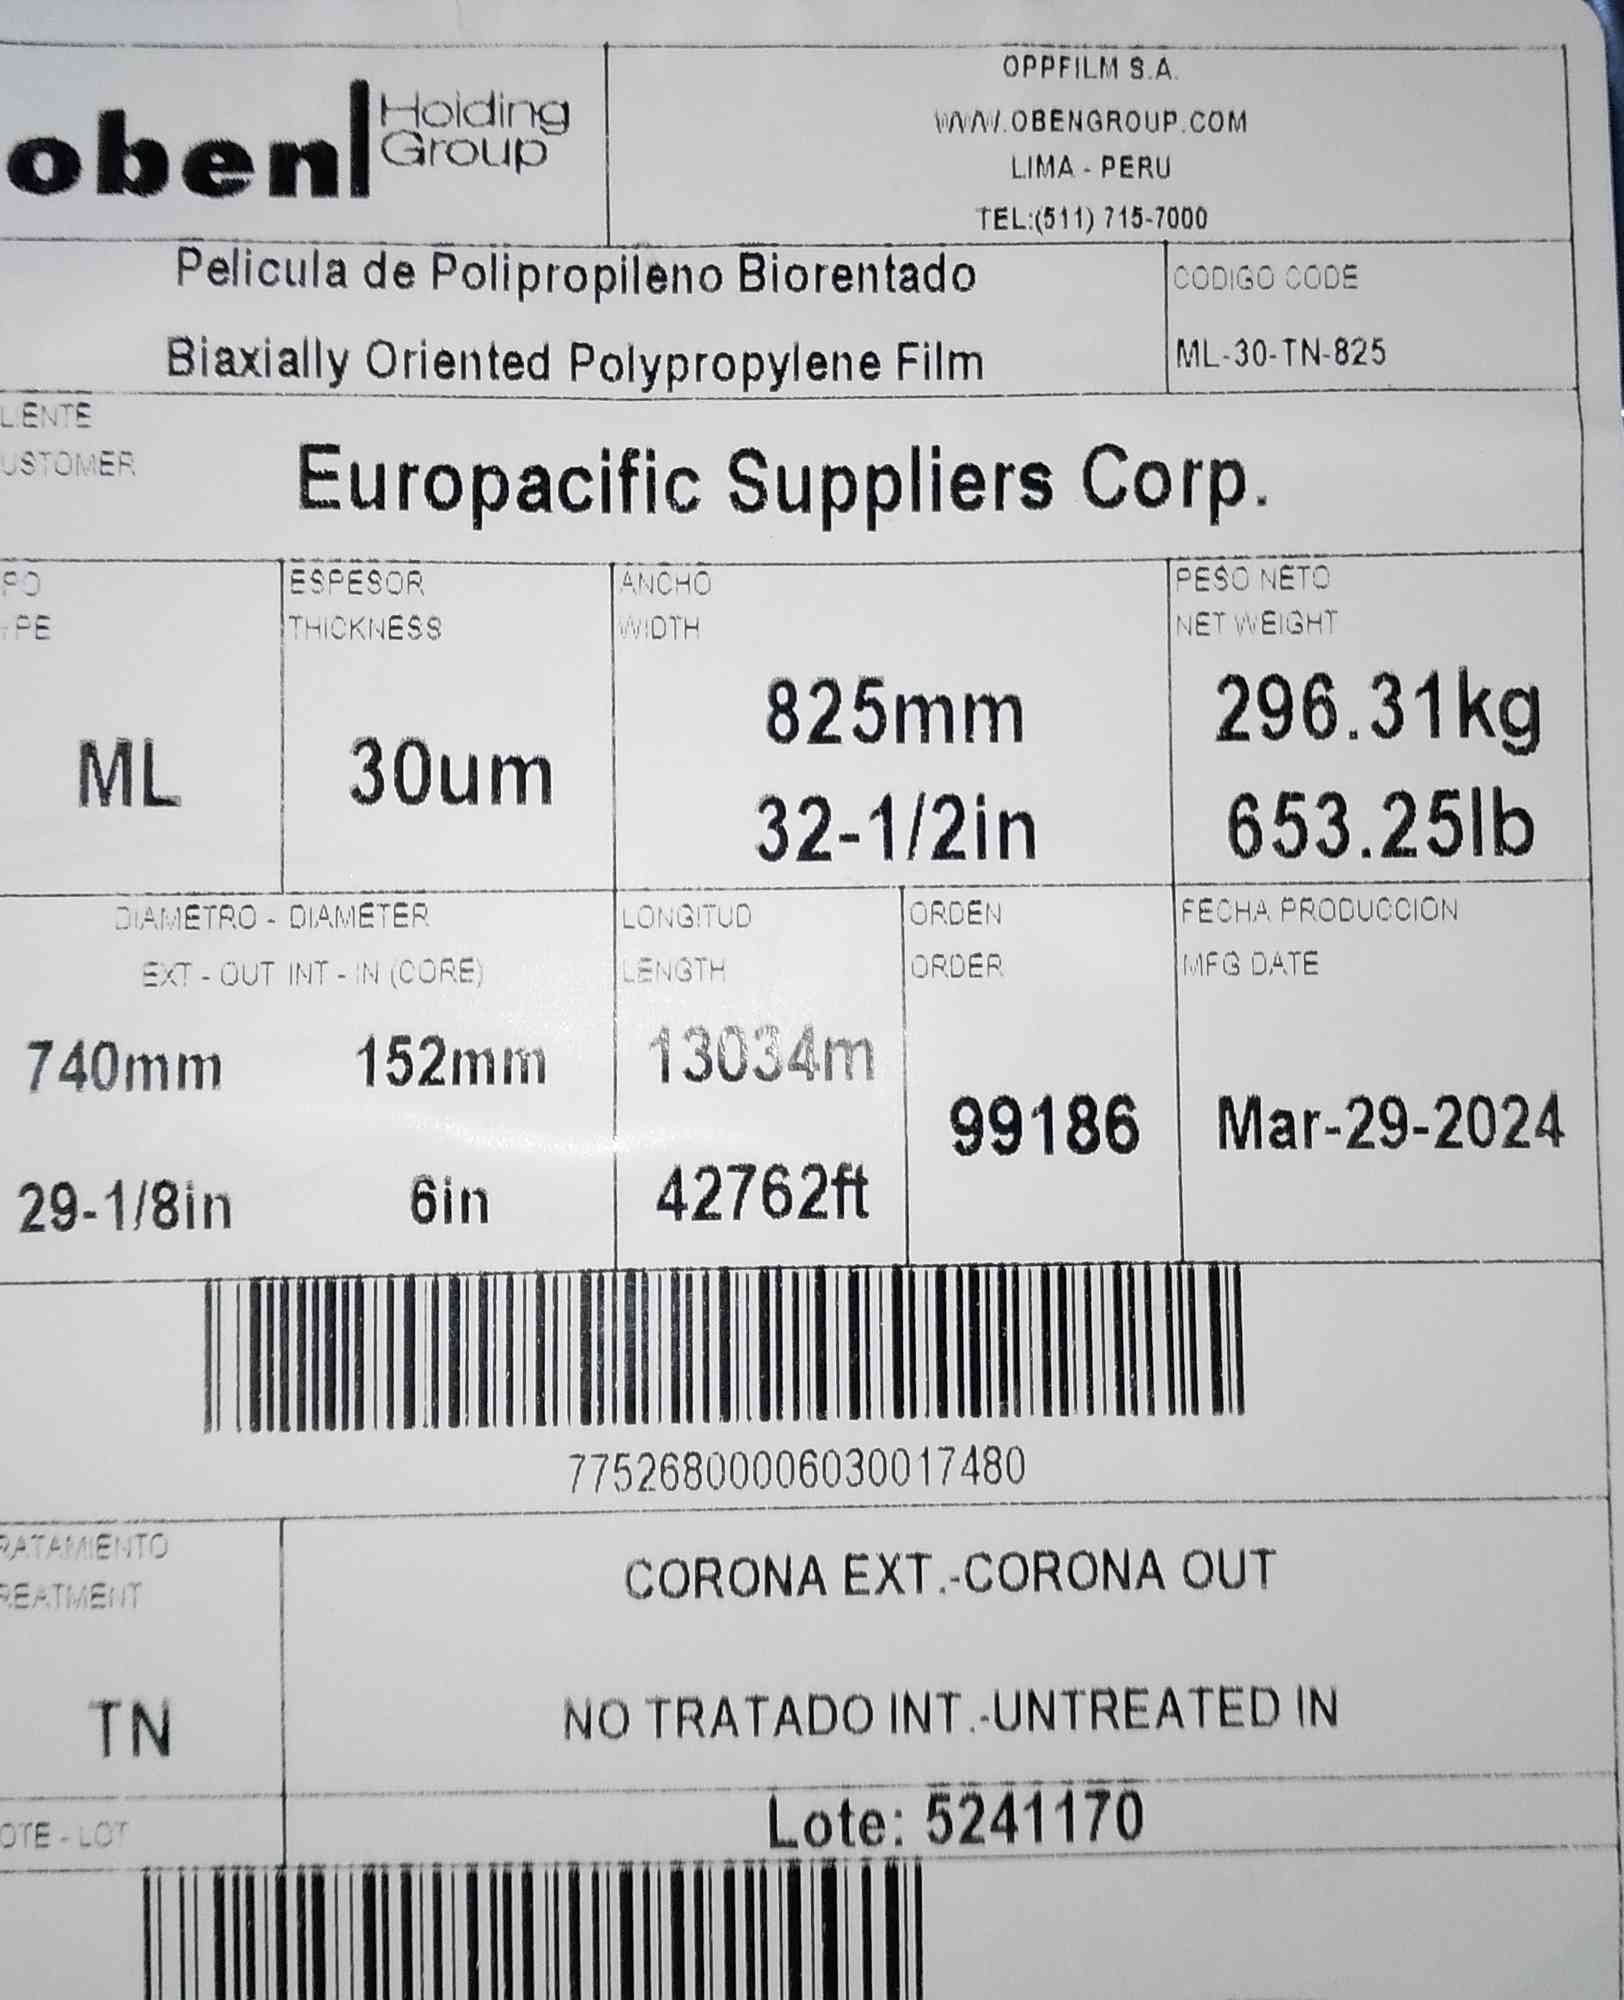 oben Holding Group
OPPFILM S.A.
WWW.OBENGROUP.COM
LIMA - PERU
TEL:(511) 715-7000
Pelicula de Polipropileno Biorentado
Biaxially Oriented Polypropylene Film
CODIGO CODE
ML-30-TN-825
LIENTE
USTOMER
Europacific Suppliers Corp.
PO
YPE
ML
ESPESOR
THICKNESS
30um
ANCHO
WIDTH
825mm
32-1/2in
PESO NETO
NET WEIGHT
296.31kg
653.25lb
DIAMETRO - DIAMETER
EXT - OUT INT - IN (CORE)
740mm 152mm
29-1/8in 6in
LONGITUD
LENGTH
13034m
42762ft
ORDEN
ORDER
99186
FECHA PRODUCCION
MFG DATE
Mar-29-2024
77526800006030017480
RATAMIENTO
REATMENT
TN
CORONA EXT.-CORONA OUT
NO TRATADO INT.-UNTREATED IN
OTE - LOT
Lote: 5241170